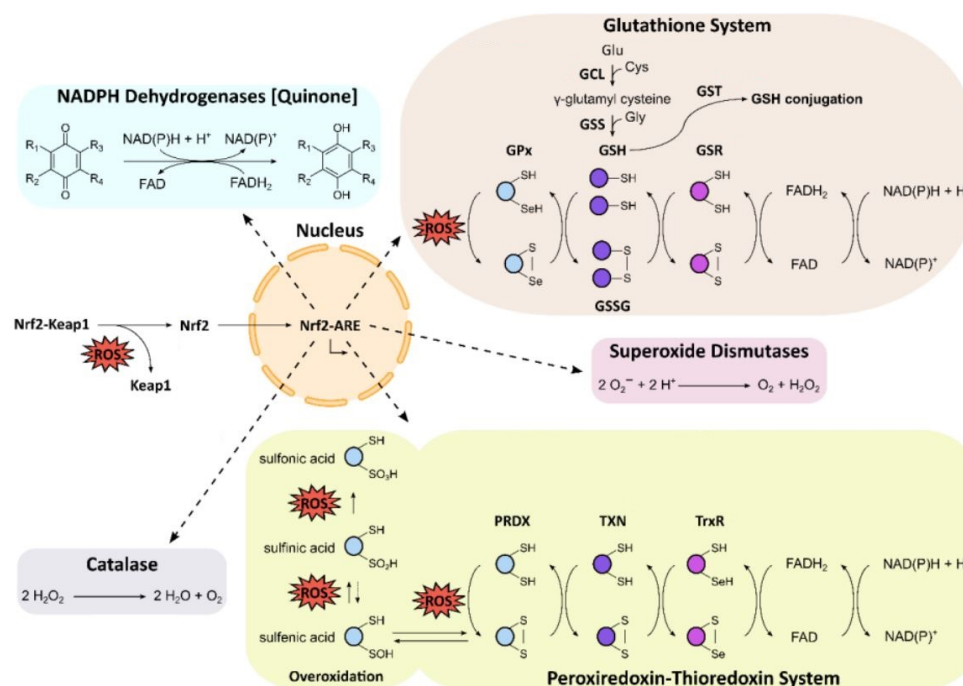 Glutathione System
Glu
GCL Cys
γ-glutamyl cysteine
GSS Gly
GST
GSH conjugation
GPx GSH GSR
SH SH SH FADH₂ NAD(P)H + H
SeH SH SH
ROS
S S S FAD NAD(P)⁺
Se S S
GSSG
NADPH Dehydrogenases [Quinone]
O OH
R₁ R₃ NAD(P)H + H⁺ NAD(P)⁺ R₁ R₃
R₂ R₄ FAD FADH₂ R₂ R₄
O OH
Nucleus
Nrf2-Keap1 Nrf2 Nrf2-ARE
ROS
Keap1
Superoxide Dismutases
2 O₂⁻ + 2 H⁺ O₂ + H₂O₂
Catalase
2 H₂O₂ 2 H₂O + O₂
SH
sulfonic acid
SO₃H
ROS
SH
sulfinic acid
SO₂H
ROS
SH
sulfenic acid
SOH
Overoxidation
PRDX TXN TrxR
SH SH SH FADH₂ NAD(P)H + H
SH SH SeH
ROS
S S S FAD NAD(P)⁺
S S Se
Peroxiredoxin-Thioredoxin System